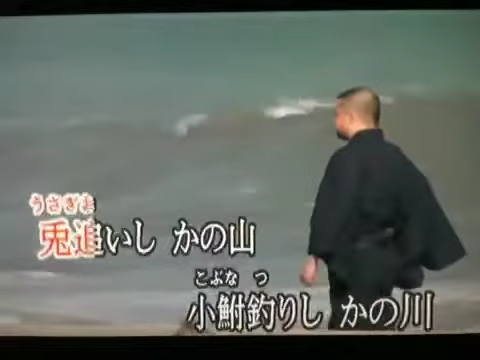 うさぎお
兎追いし かの山
こぶな つ
小鮒釣りし かの川